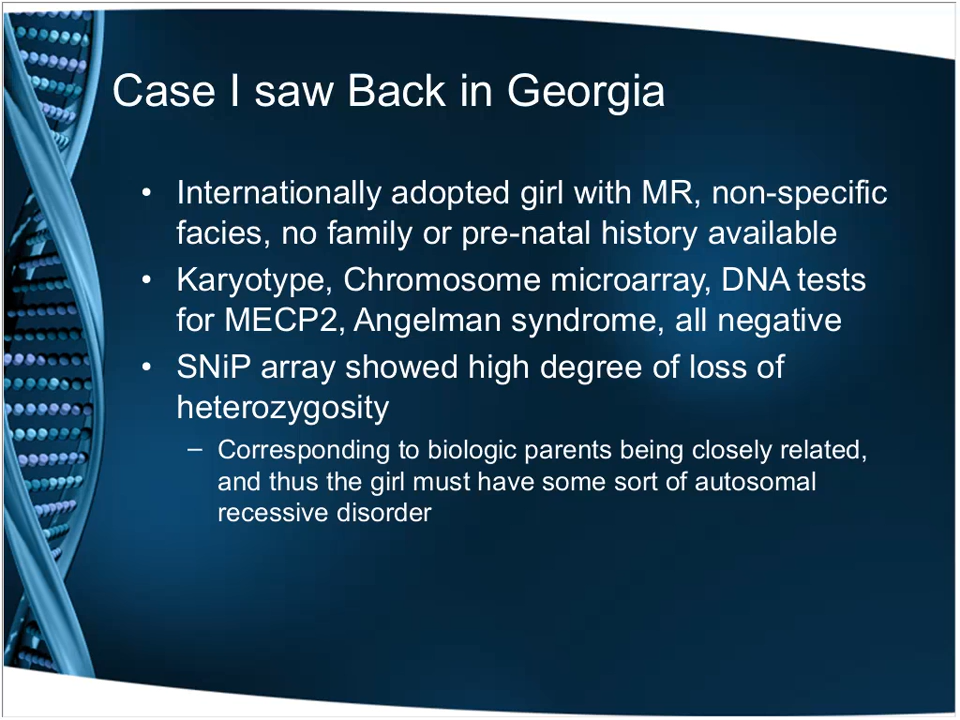 Case I saw Back in Georgia
• Internationally adopted girl with MR, non-specific
facies, no family or pre-natal history available
• Karyotype, Chromosome microarray, DNA tests
for MECP2, Angelman syndrome, all negative
• SNiP array showed high degree of loss of
heterozygosity
– Corresponding to biologic parents being closely related,
and thus the girl must have some sort of autosomal
recessive disorder